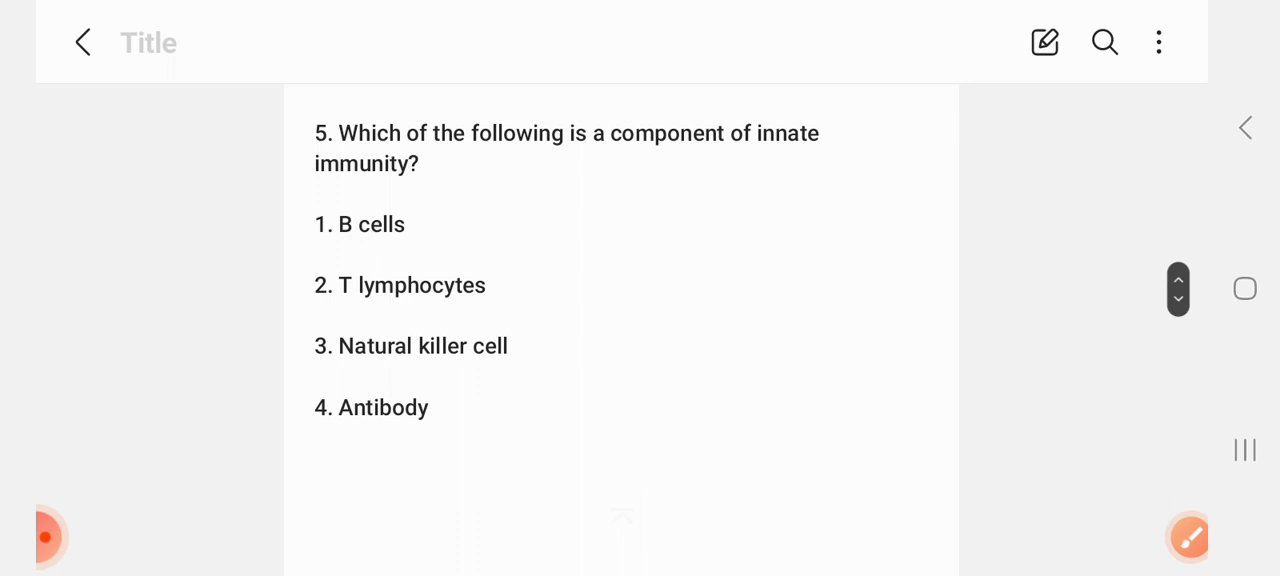 Title
5. Which of the following is a component of innate
immunity?
1. B cells
2. T lymphocytes
3. Natural killer cell
4. Antibody